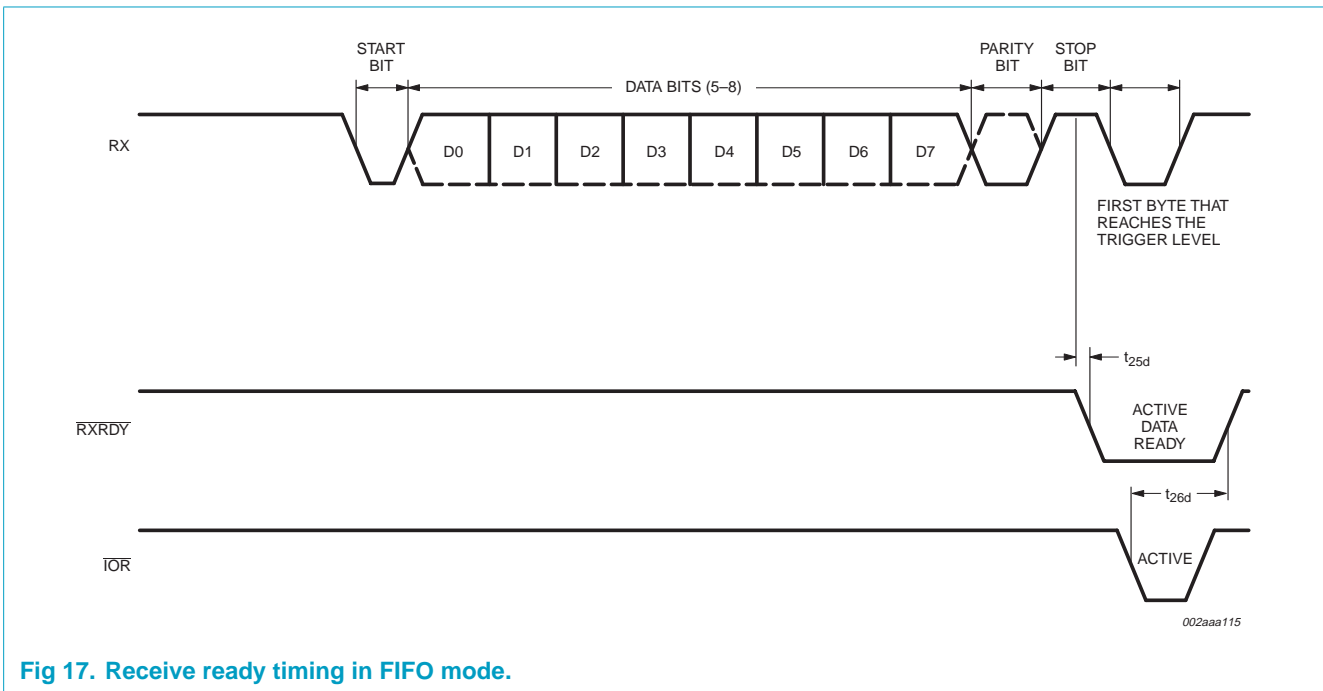 START
BIT
DATA BITS (5–8)
PARITY
BIT
STOP
BIT
RX
D0
D1
D2
D3
D4
D5
D6
D7
FIRST BYTE THAT
REACHES THE
TRIGGER LEVEL
t25d
RXRDY
ACTIVE
DATA
READY
t26d
IOR
ACTIVE
002aaa115
Fig 17. Receive ready timing in FIFO mode.